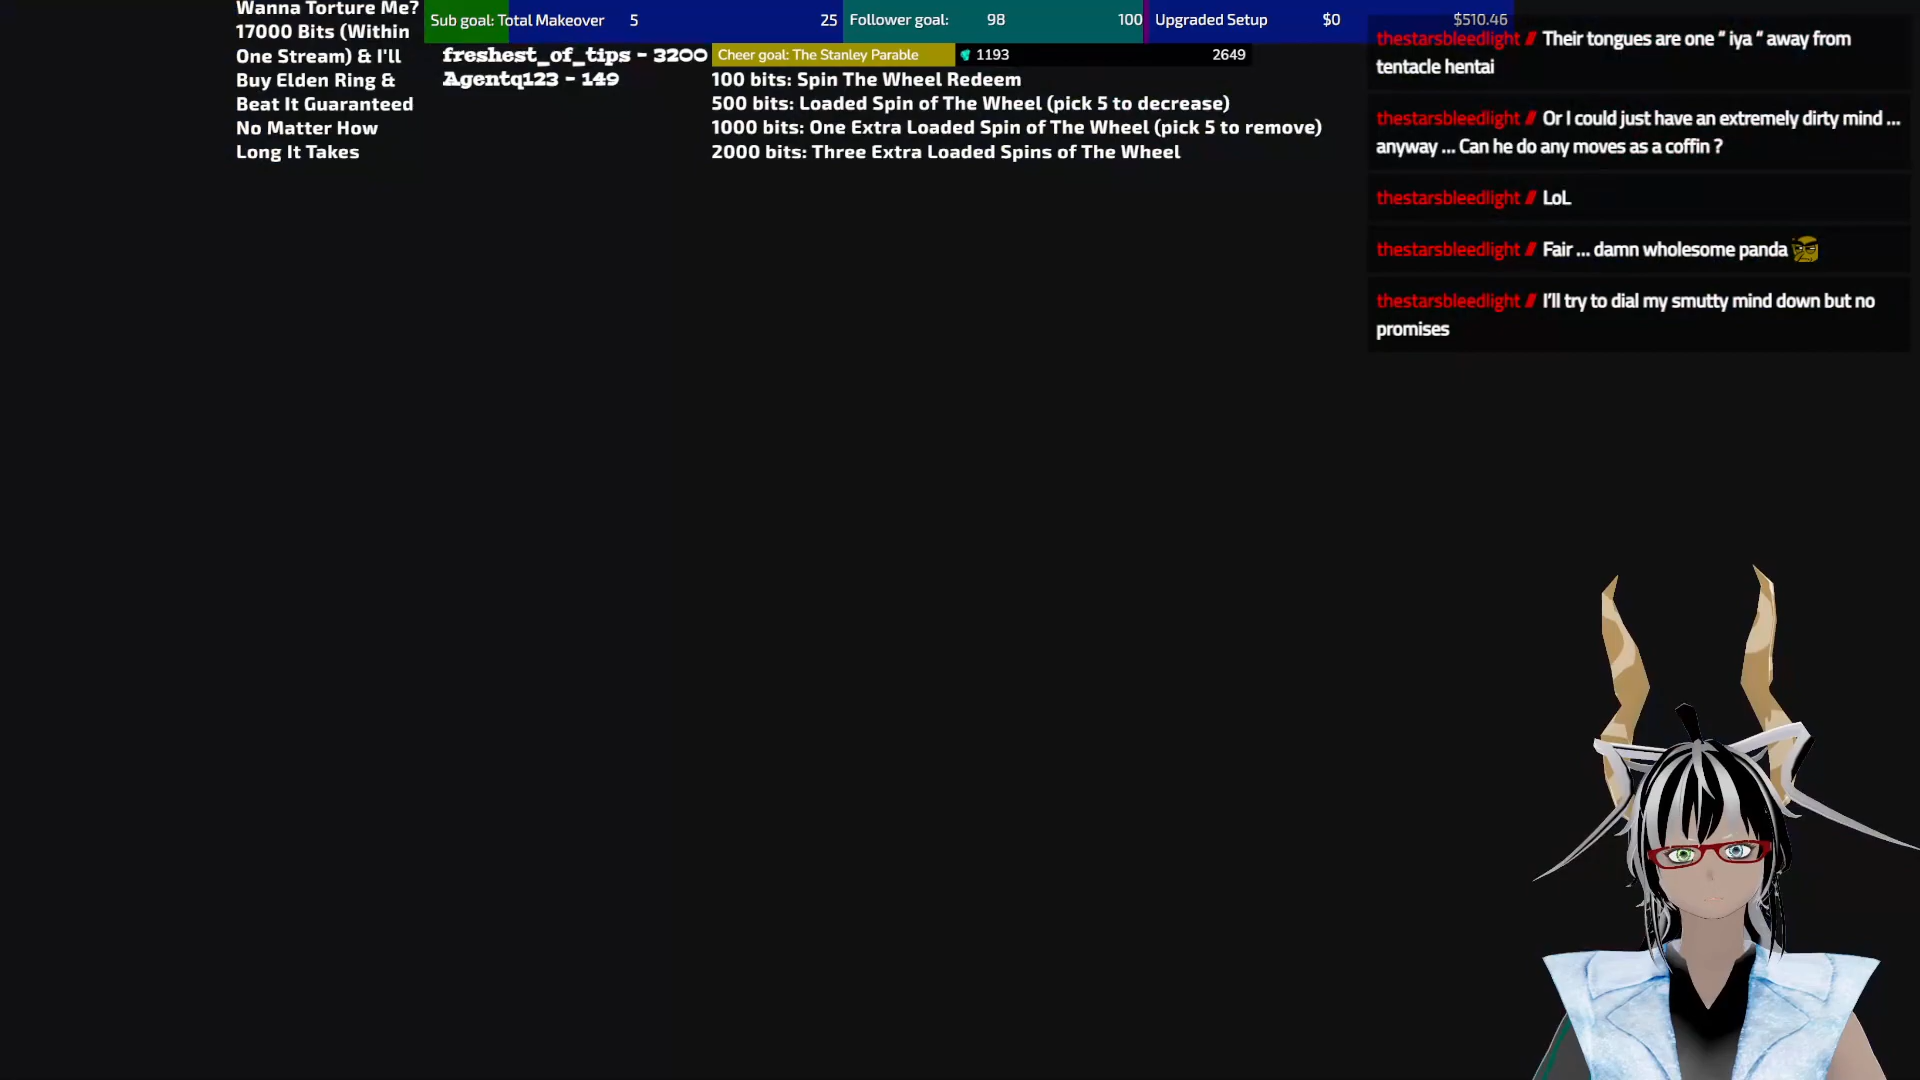 Wanna Torture Me?
17000 Bits (Within
One Stream) & I'll
Buy Elden Ring &
Beat It Guaranteed
No Matter How
Long It Takes
Sub goal: Total Makeover 5 25
Follower goal: 98 100
Upgraded Setup $0 $510.46
freshest_of_tips - 3200
Agentq123 - 149
Cheer goal: The Stanley Parable 1193 2649
100 bits: Spin The Wheel Redeem
500 bits: Loaded Spin of The Wheel (pick 5 to decrease)
1000 bits: One Extra Loaded Spin of The Wheel (pick 5 to remove)
2000 bits: Three Extra Loaded Spins of The Wheel
thestarsbleedlight // Their tongues are one “ iya “ away from
tentacle hentai
thestarsbleedlight // Or I could just have an extremely dirty mind ...
anyway ... Can he do any moves as a coffin ?
thestarsbleedlight // LoL
thestarsbleedlight // Fair ... damn wholesome panda
thestarsbleedlight // I’ll try to dial my smutty mind down but no
promises